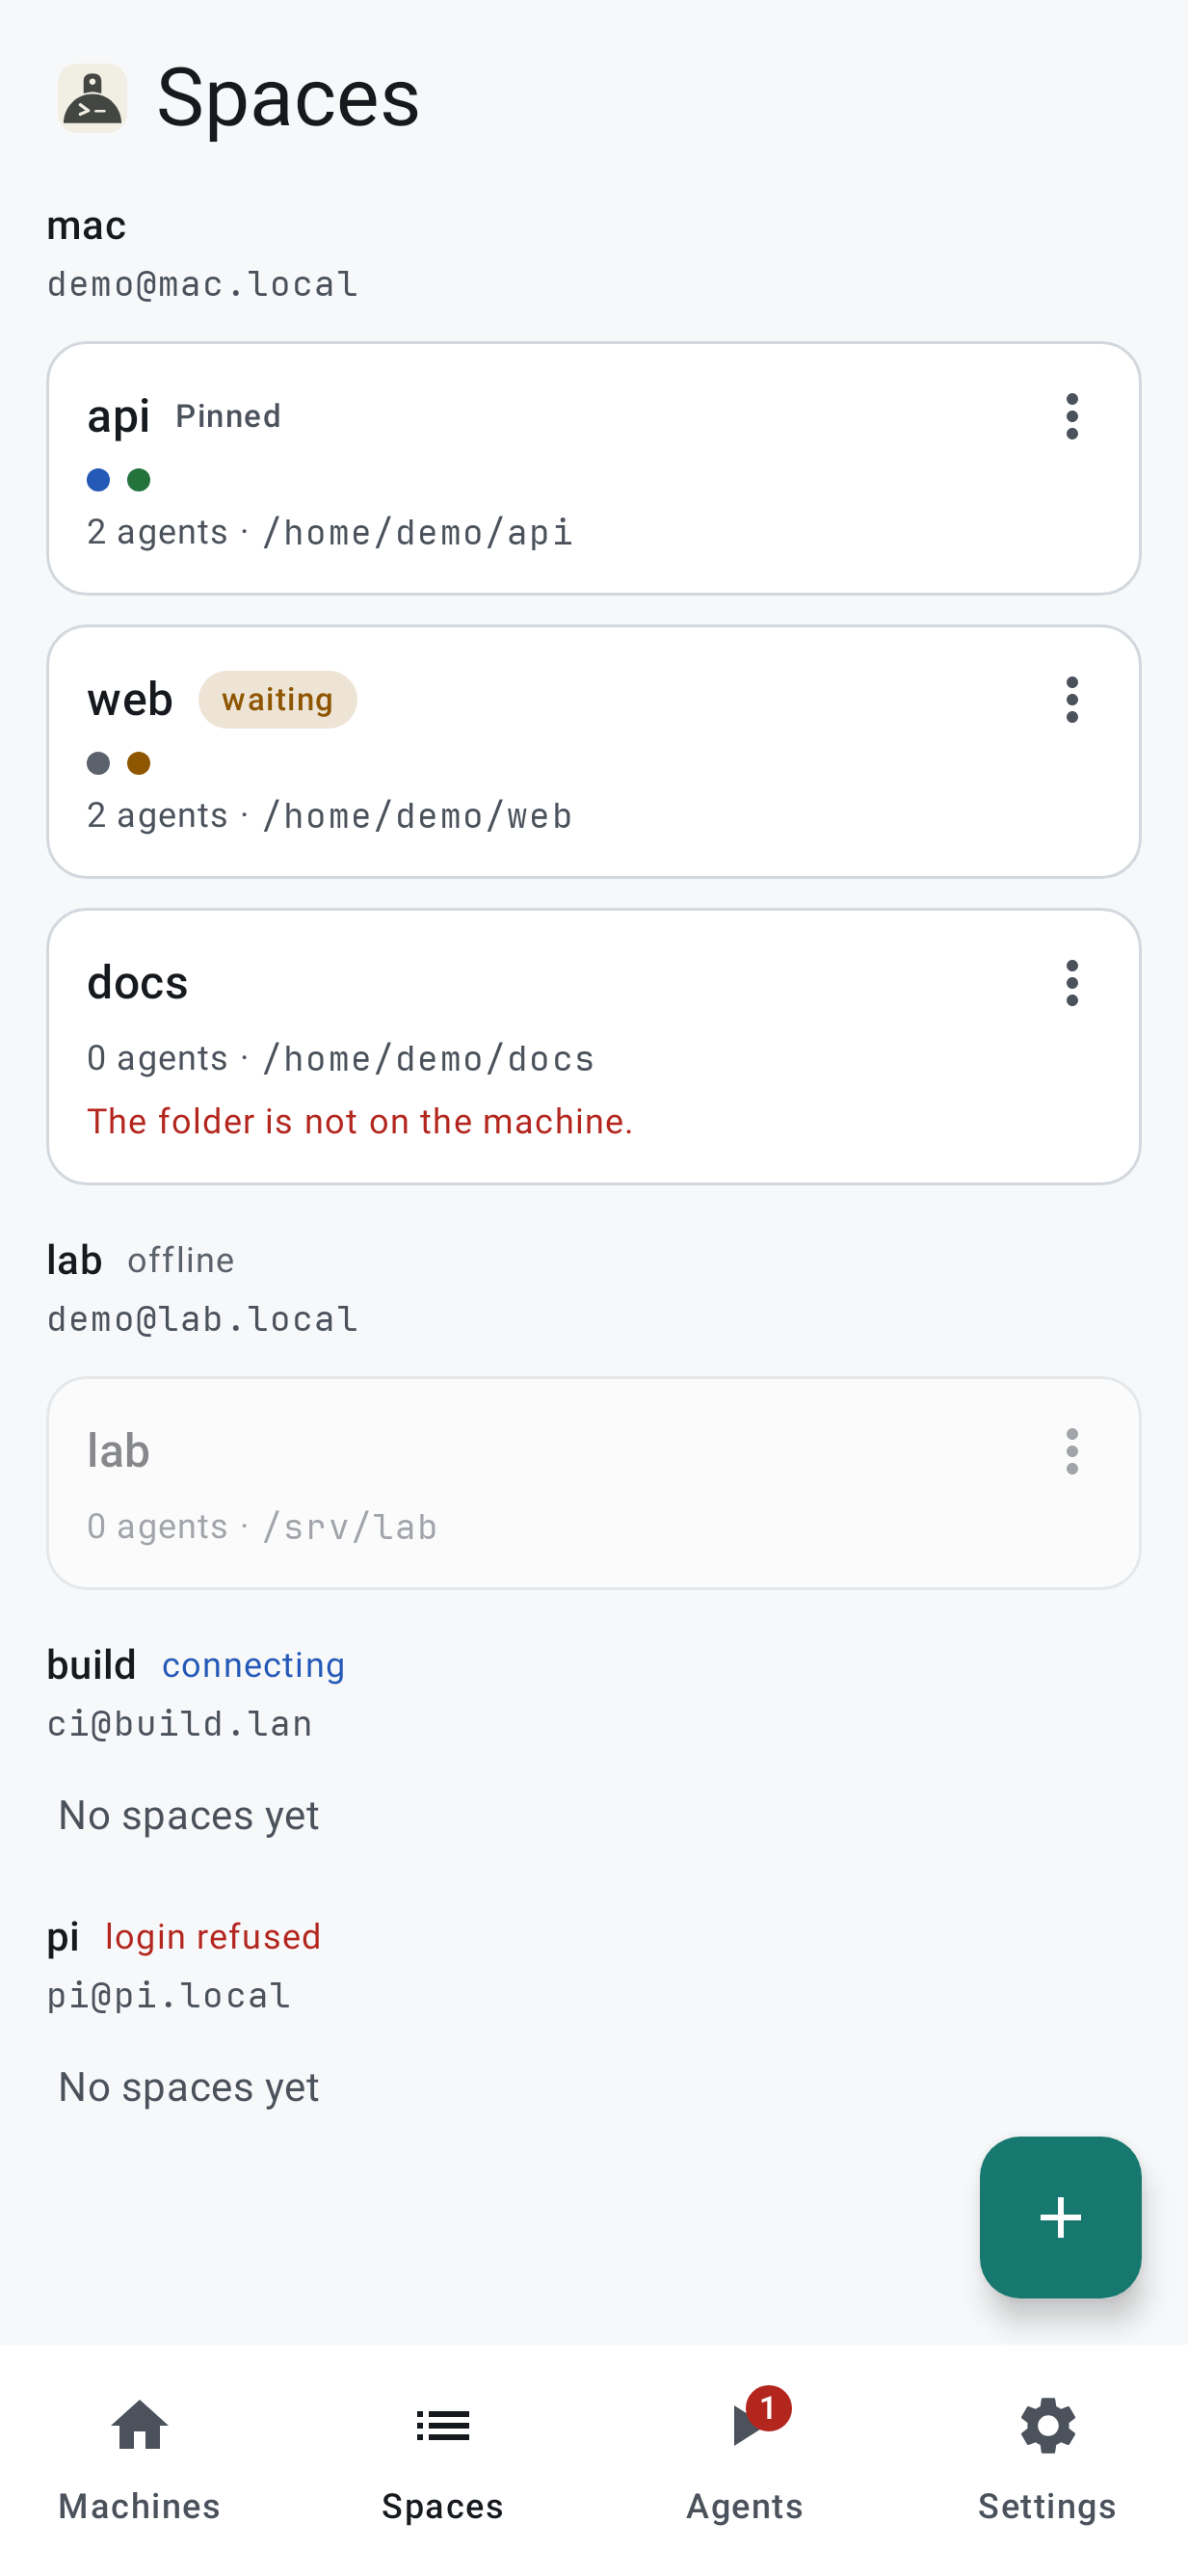 Spaces
mac
demo@mac.local
api Pinned
2 agents · /home/demo/api
web waiting
2 agents · /home/demo/web
docs
0 agents · /home/demo/docs
The folder is not on the machine.
lab offline
demo@lab.local
lab
0 agents · /srv/lab
build connecting
ci@build.lan
No spaces yet
pi login refused
pi@pi.local
No spaces yet
1
Machines Spaces Agents Settings